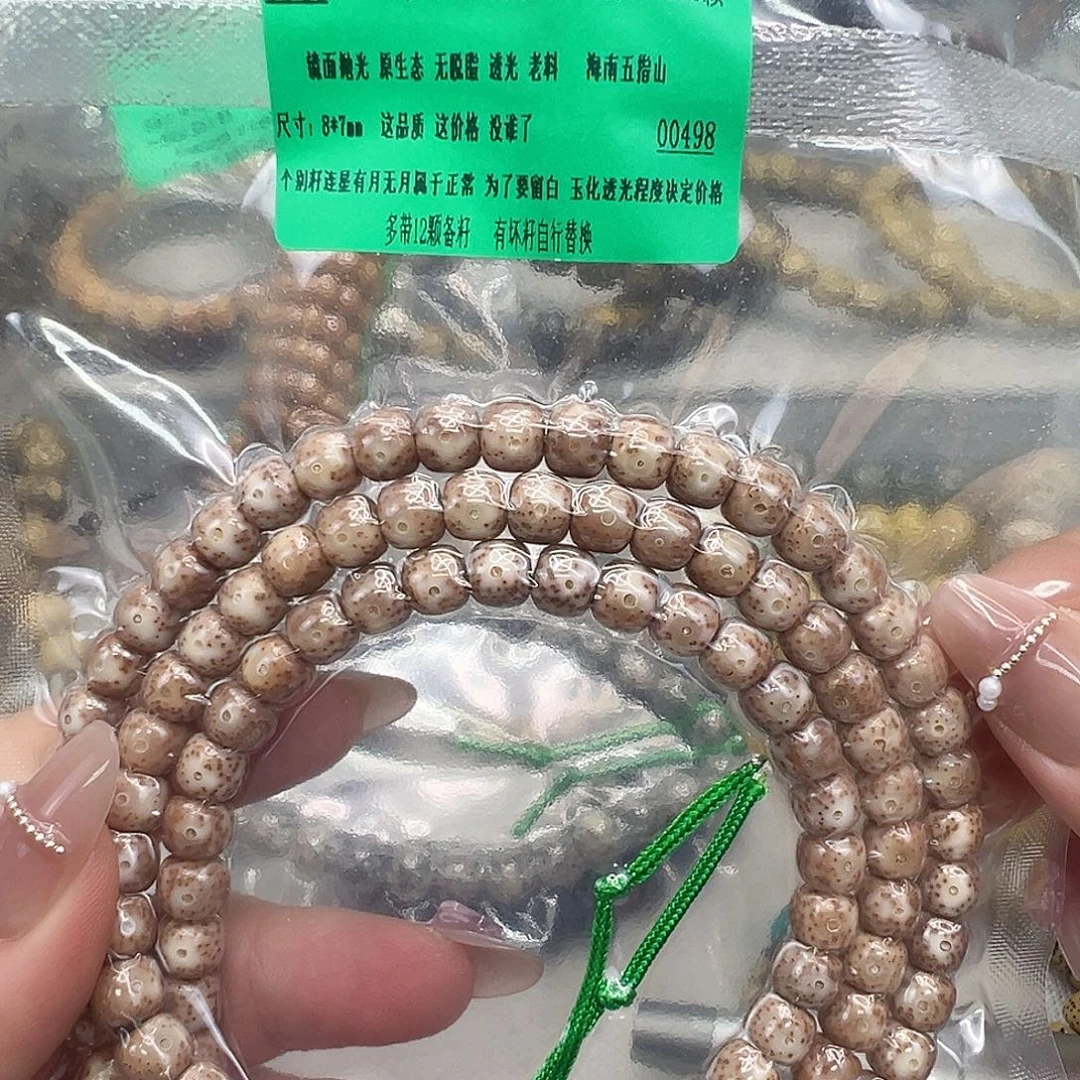 镜面抛光 原生态 无脱脂 透光 老料 海南五指山
尺寸：8*7mm 这品质 这价格 没谁了 00498
个别籽连星有月无月属于正常 为了要留白 玉化透光程度决定价格
多带12颗备籽 有坏籽自行替换